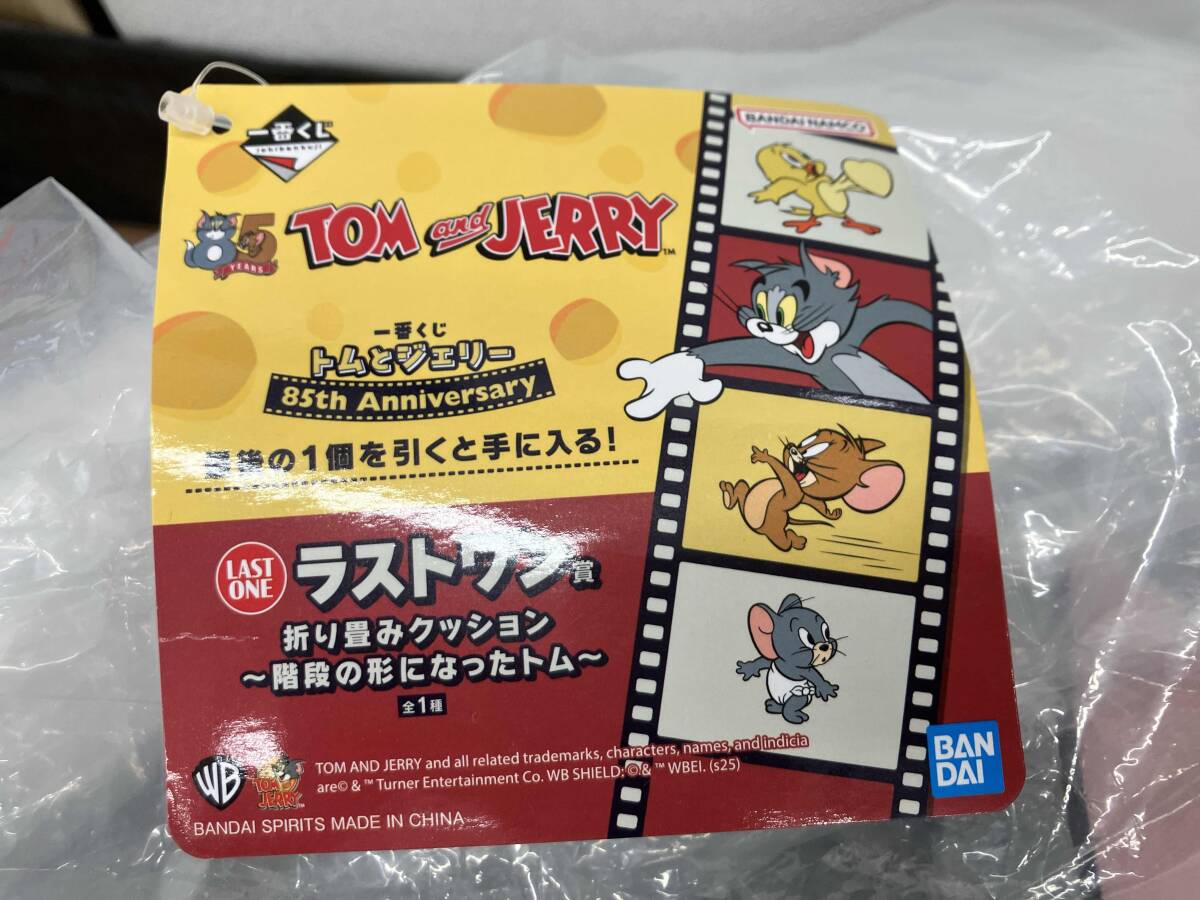 一番くじ
ichibankuji
BANDAI NAMCO
85
YEARS
TOM and JERRY™
一番くじ
トムとジェリー
85th Anniversary
最後の1個を引くと手に入る!
LAST ONE
ラストワン賞
折り畳みクッション
～階段の形になったトム～
全1種
WB
TOM and JERRY
TOM AND JERRY and all related trademarks, characters, names, and indicia
are© & ™ Turner Entertainment Co. WB SHIELD: ©& ™ WBEI. (s25)
BANDAI SPIRITS MADE IN CHINA
BAN
DAI